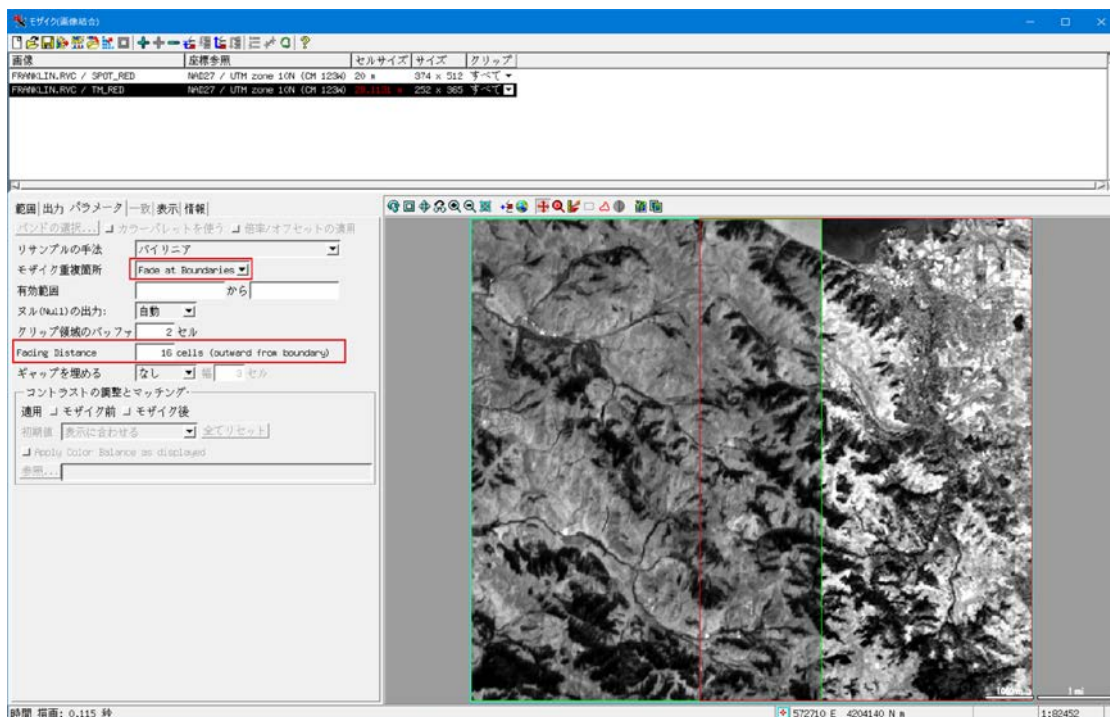 モザイク(画像結合)
画像 座標参照 セルサイズ サイズ クリップ
FRANKLIN.RVC / SPOT_RED NAD27 / UTM zone 10N (CM 123W) 20 m 374 x 512 すべて
FRANKLIN.RVC / TM_RED NAD27 / UTM zone 10N (CM 123W) 252 x 365 すべて
範囲 出力 パラメータ 一致 表示 情報
バンドの選択... カラーパレットを使う 倍率/オフセットの適用
リサンプルの手法 バイリニア
モザイク重複箇所 Fade at Boundaries
有効範囲 から
ヌル(Null)の出力: 自動
クリップ領域のバッファ 2 セル
Fading Distance 16 cells (outward from boundary)
ギャップを埋める なし 幅 3 セル
コントラストの調整とマッチング
適用 モザイク前 モザイク後
初期値 表示に合わせる 全てリセット
Apply Color Balance as displayed
参照...
1 mi
時間 描画: 0.115 秒 572710 E 4204140 N m 1:82452